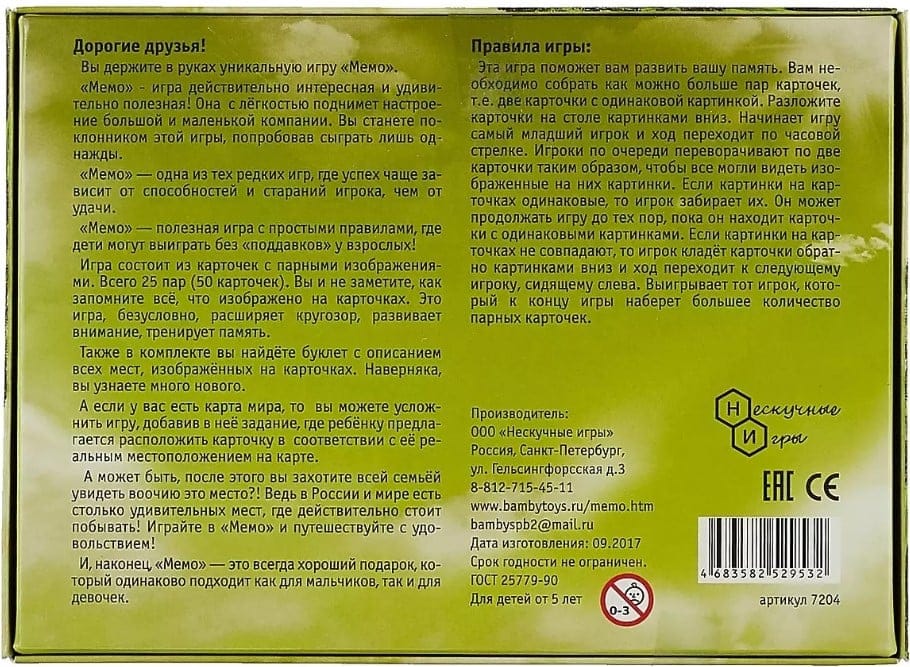 Дорогие друзья!
Вы держите в руках уникальную игру «Мемо».
«Мемо» - игра действительно интересная и удиви-
тельно полезная! Она с лёгкостью поднимет настрое-
ние большой и маленькой компании. Вы станете по-
клонником этой игры, попробовав сыграть лишь од-
нажды.
«Мемо» — одна из тех редких игр, где успех чаще за-
висит от способностей и стараний игрока, чем от
удачи.
«Мемо» — полезная игра с простыми правилами, где
дети могут выиграть без «поддавков» у взрослых!
Игра состоит из карточек с парными изображения-
ми. Всего 25 пар (50 карточек). Вы и не заметите, как
запомните всё, что изображено на карточках. Это
игра, безусловно, расширяет кругозор, развивает
внимание, тренирует память.
Также в комплекте вы найдёте буклет с описанием
всех мест, изображённых на карточках. Наверняка,
вы узнаете много нового.
А если у вас есть карта мира, то вы можете услож-
нить игру, добавив в неё задание, где ребёнку предла-
гается расположить карточку в соответствии с её ре-
альным местоположением на карте.
А может быть, после этого вы захотите всей семьёй
увидеть воочию это место?! Ведь в России и мире есть
столько удивительных мест, где действительно стоит
побывать! Играйте в «Мемо» и путешествуйте с удо-
вольствием!
И, наконец, «Мемо» — это всегда хороший подарок, ко-
торый одинаково подходит как для мальчиков, так и для
девочек.
Правила игры:
Эта игра поможет вам развить вашу память. Вам не-
обходимо собрать как можно больше пар карточек,
т.е. две карточки с одинаковой картинкой. Разложите
карточки на столе картинками вниз. Начинает игру
самый младший игрок и ход переходит по часовой
стрелке. Игроки по очереди переворачивают по две
карточки таким образом, чтобы все могли видеть изо-
браженные на них картинки. Если картинки на кар-
точках одинаковые, то игрок забирает их. Он может
продолжать игру до тех пор, пока он находит карточ-
ки с одинаковыми картинками. Если картинки на кар-
точках не совпадают, то игрок кладёт карточки обрат-
но картинками вниз и ход переходит к следующему
игроку, сидящему слева. Выигрывает тот игрок, кото-
рый к концу игры наберет большее количество
парных карточек.
Производитель:
ООО «Нескучные игры»
Россия, Санкт-Петербург,
ул. Гельсингфорсская д.3
8-812-715-45-11
www.bambytoys.ru/memo.htm
bambyspb2@mail.ru
Дата изготовления: 09.2017
Срок годности не ограничен.
ГОСТ 25779-90
Для детей от 5 лет
0-3
Нескучные
Игры
EAC CE
4 683582 529532
артикул 7204